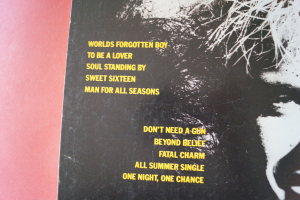 WORLDS FORGOTTEN BOY
TO BE A LOVER
SOUL STANDING BY
SWEET SIXTEEN
MAN FOR ALL SEASONS
DON'T NEED A GUN
BEYOND BELIEF
FATAL CHARM
ALL SUMMER SINGLE
ONE NIGHT, ONE CHANCE